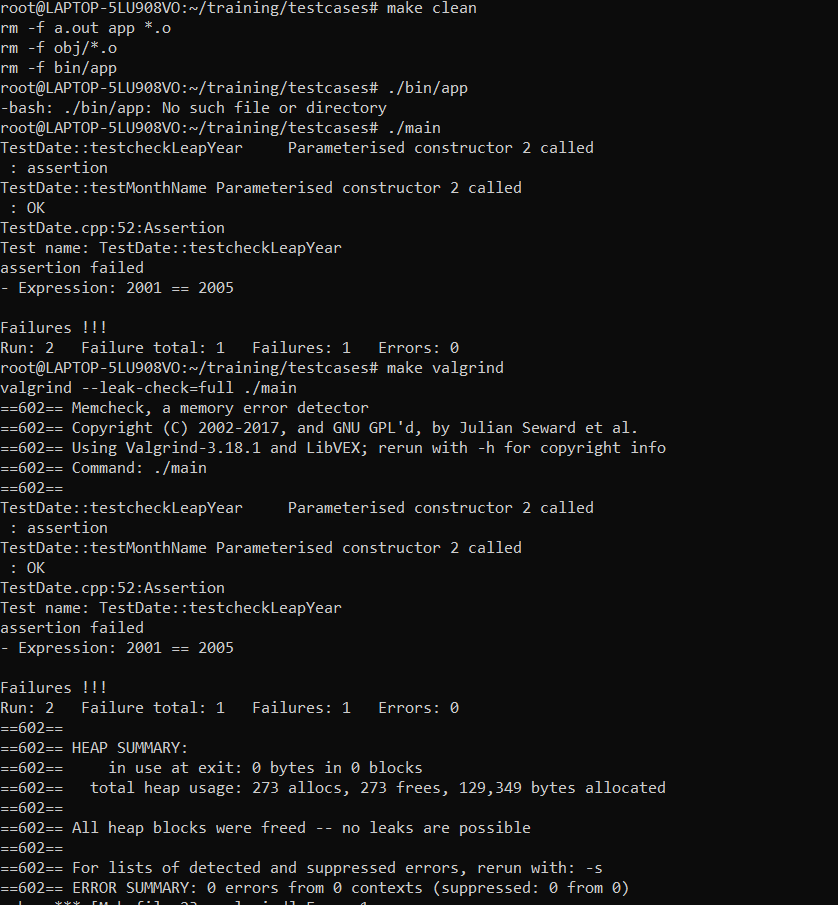 root@LAPTOP-5LU908VO:~/training/testcases# make clean
rm -f a.out app *.o
rm -f obj/*.o
rm -f bin/app
root@LAPTOP-5LU908VO:~/training/testcases# ./bin/app
-bash: ./bin/app: No such file or directory
root@LAPTOP-5LU908VO:~/training/testcases# ./main
TestDate::testcheckLeapYear     Parameterised constructor 2 called
 : assertion
TestDate::testMonthName Parameterised constructor 2 called
 : OK
TestDate.cpp:52:Assertion
Test name: TestDate::testcheckLeapYear
assertion failed
- Expression: 2001 == 2005

Failures !!!
Run: 2   Failure total: 1   Failures: 1   Errors: 0
root@LAPTOP-5LU908VO:~/training/testcases# make valgrind
valgrind --leak-check=full ./main
==602== Memcheck, a memory error detector
==602== Copyright (C) 2002-2017, and GNU GPL'd, by Julian Seward et al.
==602== Using Valgrind-3.18.1 and LibVEX; rerun with -h for copyright info
==602== Command: ./main
==602==
TestDate::testcheckLeapYear     Parameterised constructor 2 called
 : assertion
TestDate::testMonthName Parameterised constructor 2 called
 : OK
TestDate.cpp:52:Assertion
Test name: TestDate::testcheckLeapYear
assertion failed
- Expression: 2001 == 2005

Failures !!!
Run: 2   Failure total: 1   Failures: 1   Errors: 0
==602==
==602== HEAP SUMMARY:
==602==     in use at exit: 0 bytes in 0 blocks
==602==   total heap usage: 273 allocs, 273 frees, 129,349 bytes allocated
==602==
==602== All heap blocks were freed -- no leaks are possible
==602==
==602== For lists of detected and suppressed errors, rerun with: -s
==602== ERROR SUMMARY: 0 errors from 0 contexts (suppressed: 0 from 0)